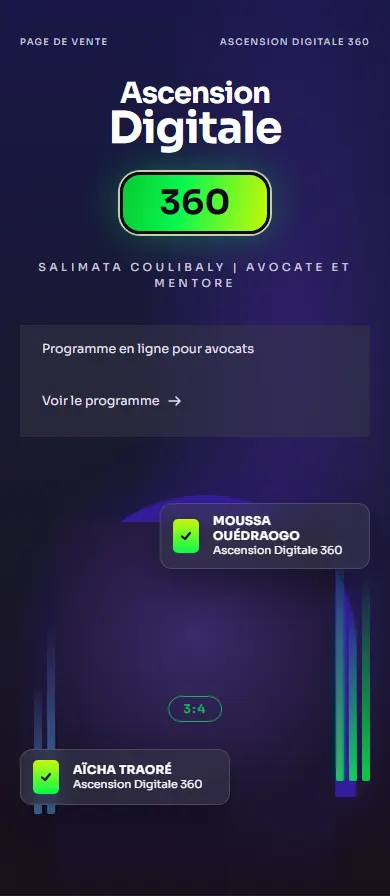 PAGE DE VENTE
ASCENSION DIGITALE 360
Ascension
Digitale
360
SALIMATA COULIBALY | AVOCATE ET
MENTORE
Programme en ligne pour avocats
Voir le programme →
MOUSSA
OUÉDRAOGO
Ascension Digitale 360
3:4
AÏCHA TRAORÉ
Ascension Digitale 360